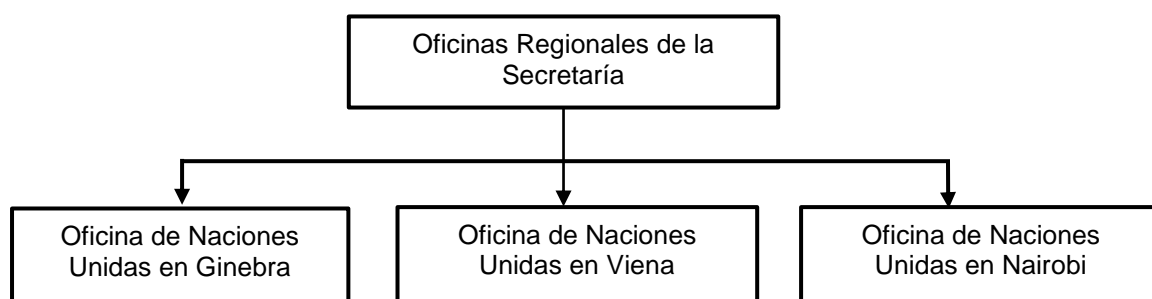 Oficinas Regionales de la
Secretaría
Oficina de Naciones
Unidas en Ginebra
Oficina de Naciones
Unidas en Viena
Oficina de Naciones
Unidas en Nairobi